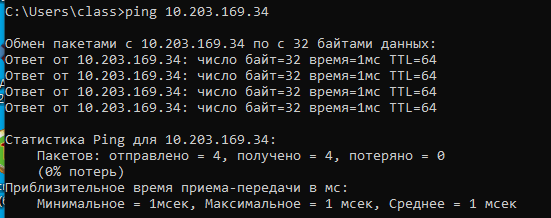 C:\Users\class>ping 10.203.169.34
Обмен пакетами с 10.203.169.34 по с 32 байтами данных:
Ответ от 10.203.169.34: число байт=32 время=1мс TTL=64
Ответ от 10.203.169.34: число байт=32 время=1мс TTL=64
Ответ от 10.203.169.34: число байт=32 время=1мс TTL=64
Ответ от 10.203.169.34: число байт=32 время=1мс TTL=64
Статистика Ping для 10.203.169.34:
Пакетов: отправлено = 4, получено = 4, потеряно = 0
(0% потерь)
Приблизительное время приема-передачи в мс:
Минимальное = 1мсек, Максимальное = 1 мсек, Среднее = 1 мсек